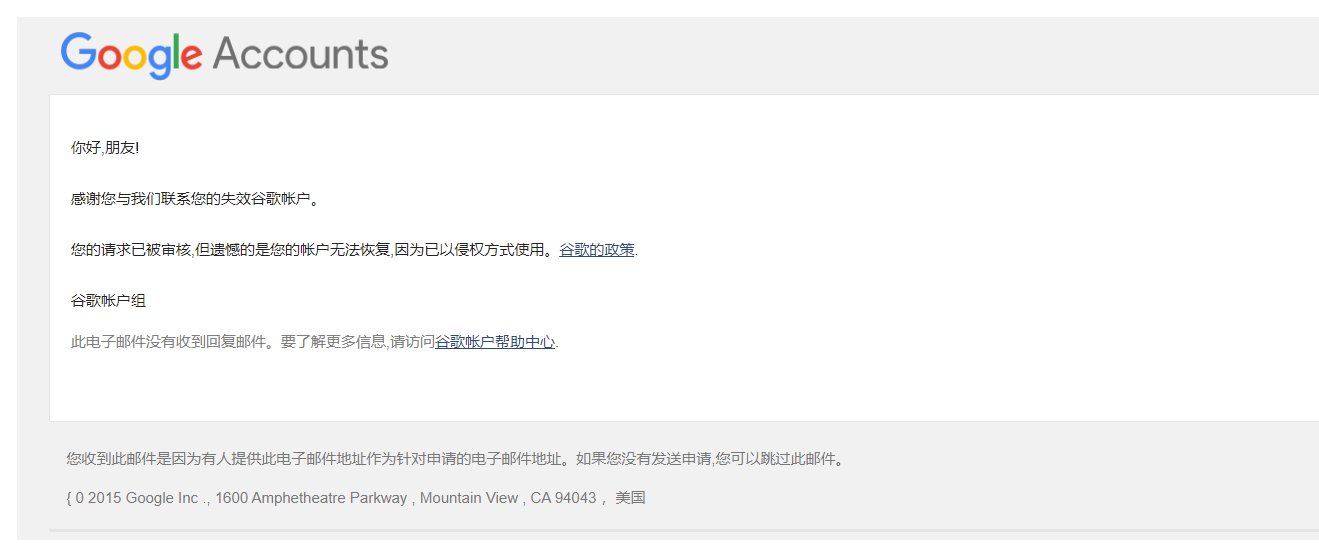 Google Accounts
你好,朋友!
感谢您与我们联系您的失效谷歌帐户。
您的请求已被审核,但遗憾的是您的帐户无法恢复,因为已以侵权方式使用。谷歌的政策.
谷歌帐户组
此电子邮件没有收到回复邮件。要了解更多信息,请访问谷歌帐户帮助中心.
您收到此邮件是因为有人提供此电子邮件地址作为针对申请的电子邮件地址。如果您没有发送申请,您可以跳过此邮件。
{ 0 2015 Google Inc ., 1600 Amphetheatre Parkway , Mountain View , CA 94043 ，美国